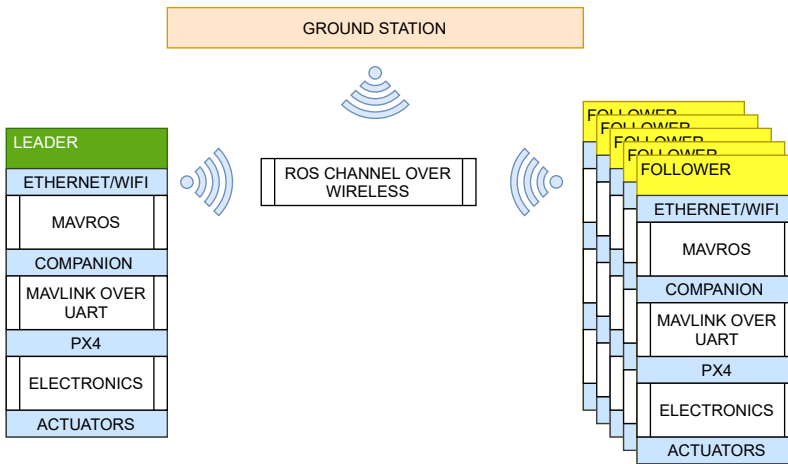 GROUND STATION
LEADER
ETHERNET/WIFI
MAVROS
COMPANION
MAVLINK OVER
UART
PX4
ELECTRONICS
ACTUATORS
ROS CHANNEL OVER
WIRELESS
FOLLOWER
FOLLOWER
FOLLOWER
FOLLOWER
FOLLOWER
ETHERNET/WIFI
MAVROS
COMPANION
MAVLINK OVER
UART
PX4
ELECTRONICS
ACTUATORS